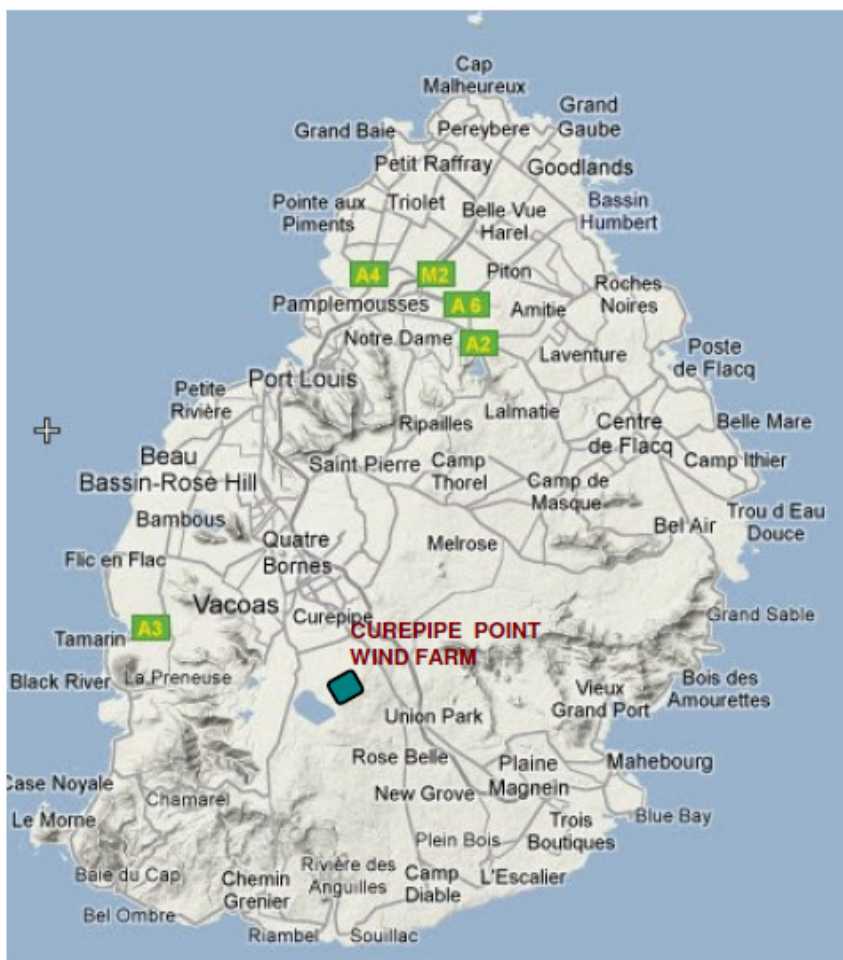 Cap
Malheureux
Grand
Gaube
Grand Baie
Pereybere
Petit Raffray
Goodlands
Pointe aux
Piments
Triolet
Belle Vue
Harel
Bassin
Humbert
A4
M2
Piton
Roches
Noires
Pamplemousses
A 6
Amitie
Notre Dame
A2
Laventure
Poste
de Flacq
Port Louis
Petite
Rivière
Ripailles
Lalmatie
Centre
de Flacq
Belle Mare
Beau
Bassin-Rose Hill
Saint Pierre
Camp
Thorel
Camp Ithier
Camp de
Masque
Bambous
Trou d Eau
Douce
Bel Air
Quatre
Bornes
Melrose
Flic en Flac
Vacoas
Curepipe
Grand Sable
CUREPIPE POINT
WIND FARM
A3
Tamarin
Black River
La Preneuse
Bois des
Amourettes
Vieux
Grand Port
Union Park
Rose Belle
Plaine
Magnein
Mahebourg
Case Noyale
New Grove
Chamarel
Le Morne
Blue Bay
Trois
Boutiques
Plein Bois
Baie du Cap
Chemin
Grenier
Rivière des
Anguilles
Camp
Diable
L'Escalier
Bel Ombre
Riambel
Souillac